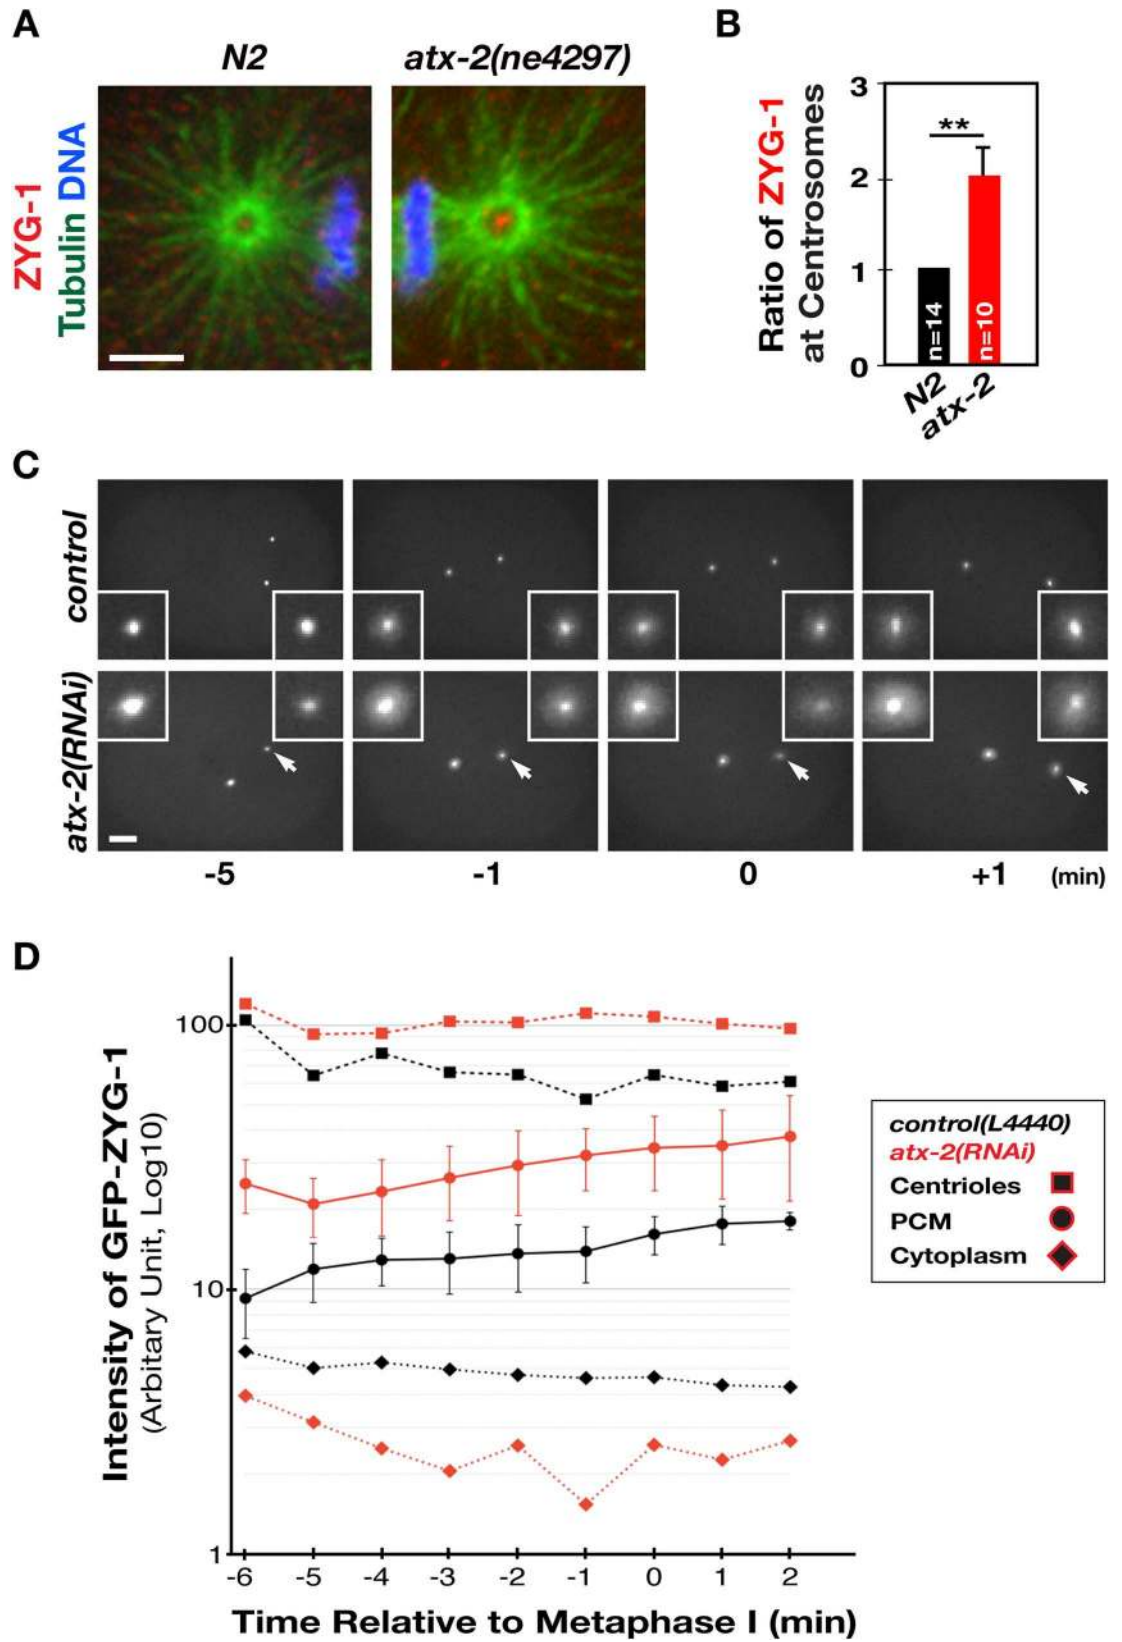 A
N2
atx-2(ne4297)
ZYG-1
Tubulin DNA
B
Ratio of ZYG-1
at Centrosomes
3
2
1
0
**
n=14
n=10
N2
atx-2
C
control
atx-2(RNAi)
-5
-1
0
+1
(min)
D
Intensity of GFP-ZYG-1
(Arbitary Unit, Log10)
100
10
1
-6
-5
-4
-3
-2
-1
0
1
2
Time Relative to Metaphase I (min)
control(L4440)
atx-2(RNAi)
Centrioles
PCM
Cytoplasm